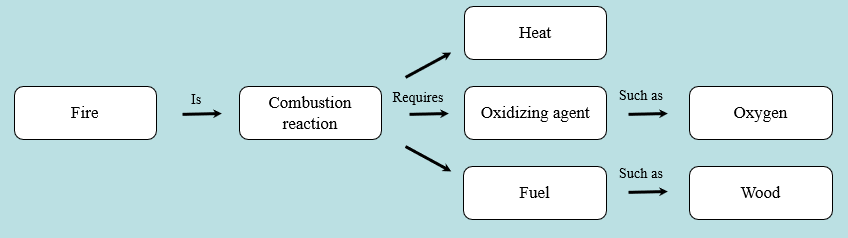 Heat
Fire
Is
Combustion
reaction
Requires
Oxidizing agent
Such as
Oxygen
Fuel
Such as
Wood